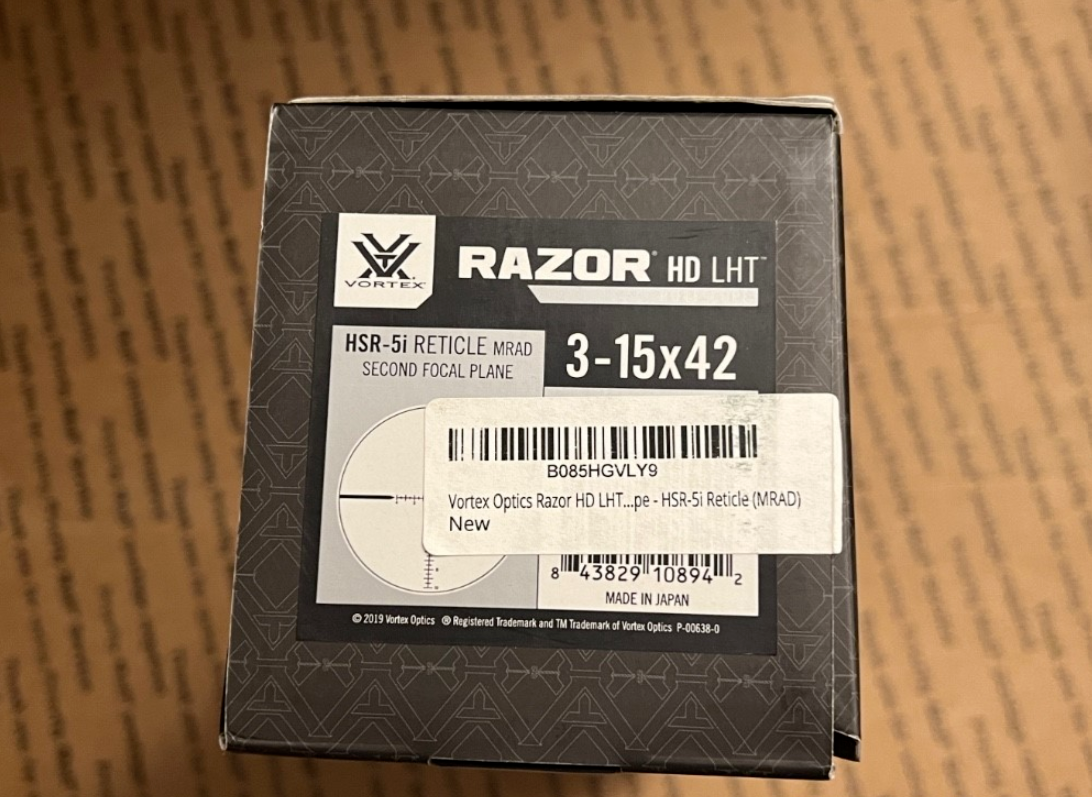 VORTEX
RAZOR® HD LHT™
HSR-5i RETICLE MRAD
SECOND FOCAL PLANE
3-15x42
B085HGVLY9
Vortex Optics Razor HD LHT...pe - HSR-5i Reticle (MRAD)
New
8 43829 10894 2
MADE IN JAPAN
© 2019 Vortex Optics ® Registered Trademark and TM Trademark of Vortex Optics P-00638-0